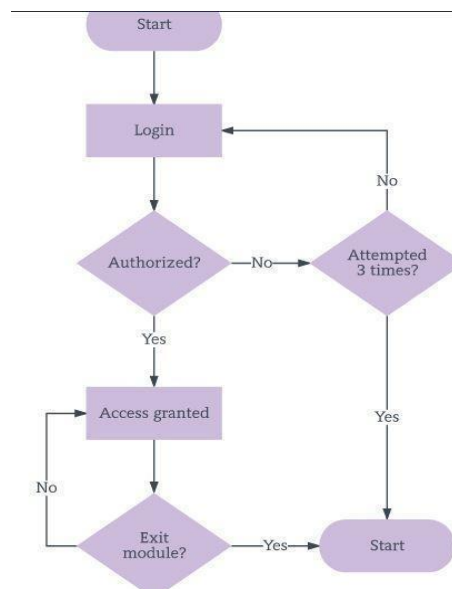 Start
Login
No
Authorized?
No
Attempted
3 times?
Yes
Access granted
Yes
No
Exit
module?
Yes
Start